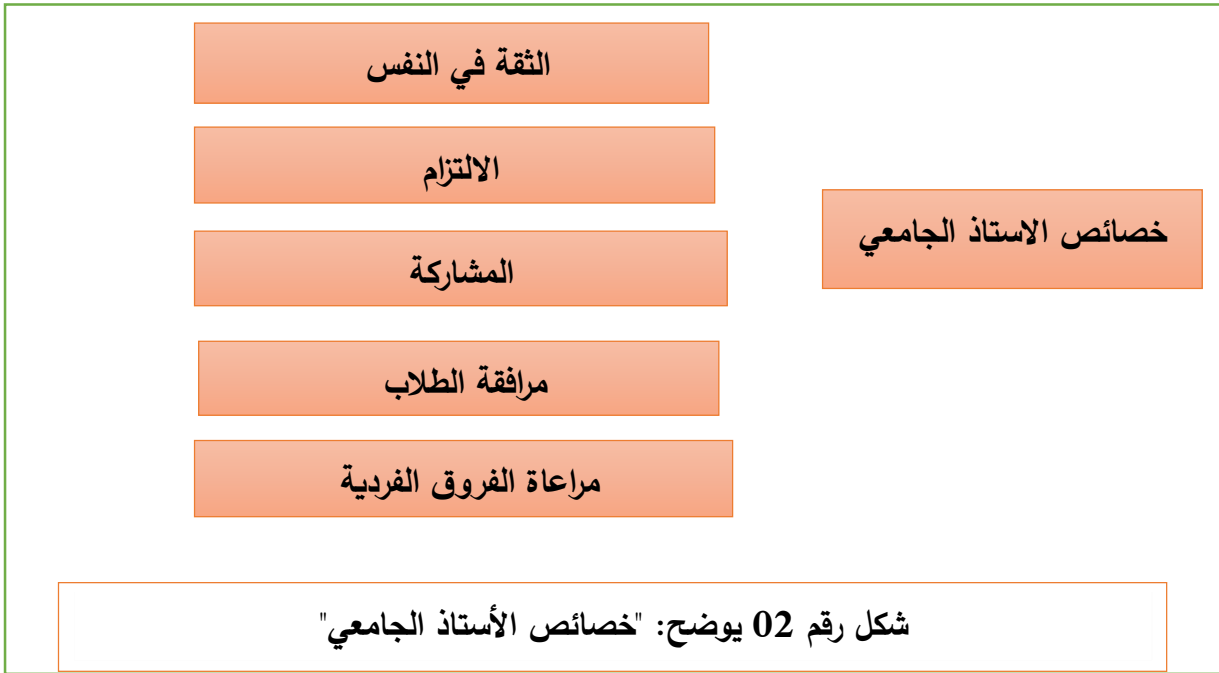 الثقة في النفس
الالتزام
خصائص الاستاذ الجامعي
المشاركة
مرافقة الطلاب
مراعاة الفروق الفردية
شكل رقم 02 يوضح: "خصائص الأستاذ الجامعي"